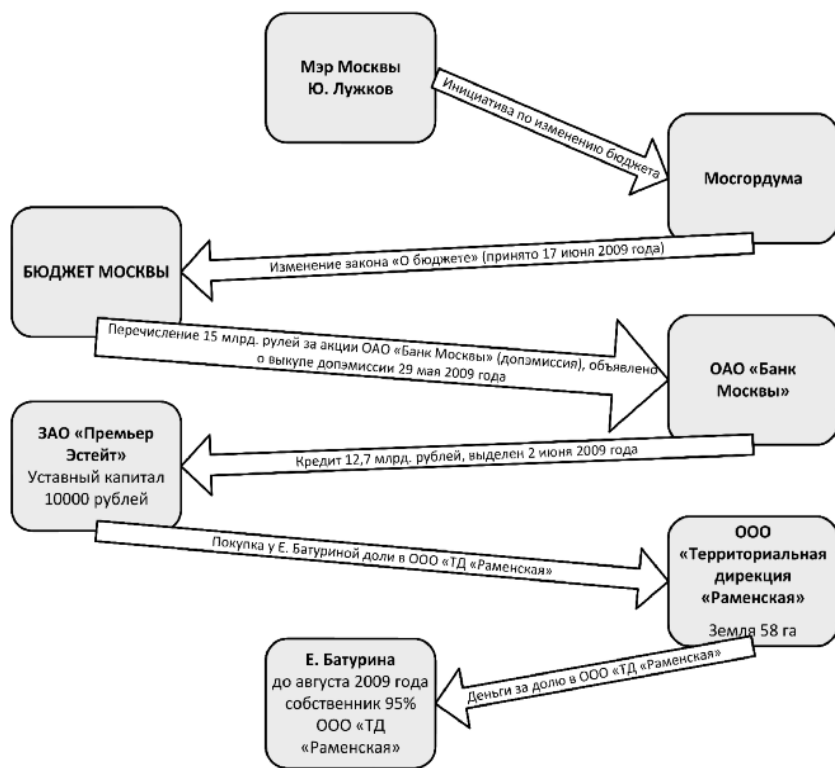 Мэр Москвы
Ю. Лужков
Инициатива по изменению бюджета
Мосгордума
БЮДЖЕТ МОСКВЫ
Изменение закона «О бюджете» (принято 17 июня 2009 года)
Перечисление 15 млрд. рулей за акции ОАО «Банк Москвы» (допэмиссия), объявлено
о выкупе допэмиссии 29 мая 2009 года
ОАО «Банк
Москвы»
ЗАО «Премьер
Эстейт»
Уставный капитал
10000 рублей
Кредит 12,7 млрд. рублей, выделен 2 июня 2009 года
Покупка у Е. Батуриной доли в ООО «ТД «Раменская»
ООО
«Территориальная
дирекция
«Раменская»
Земля 58 га
Е. Батурина
до августа 2009 года
собственник 95%
ООО «ТД
«Раменская»
Деньги за долю в ООО «ТД «Раменская»